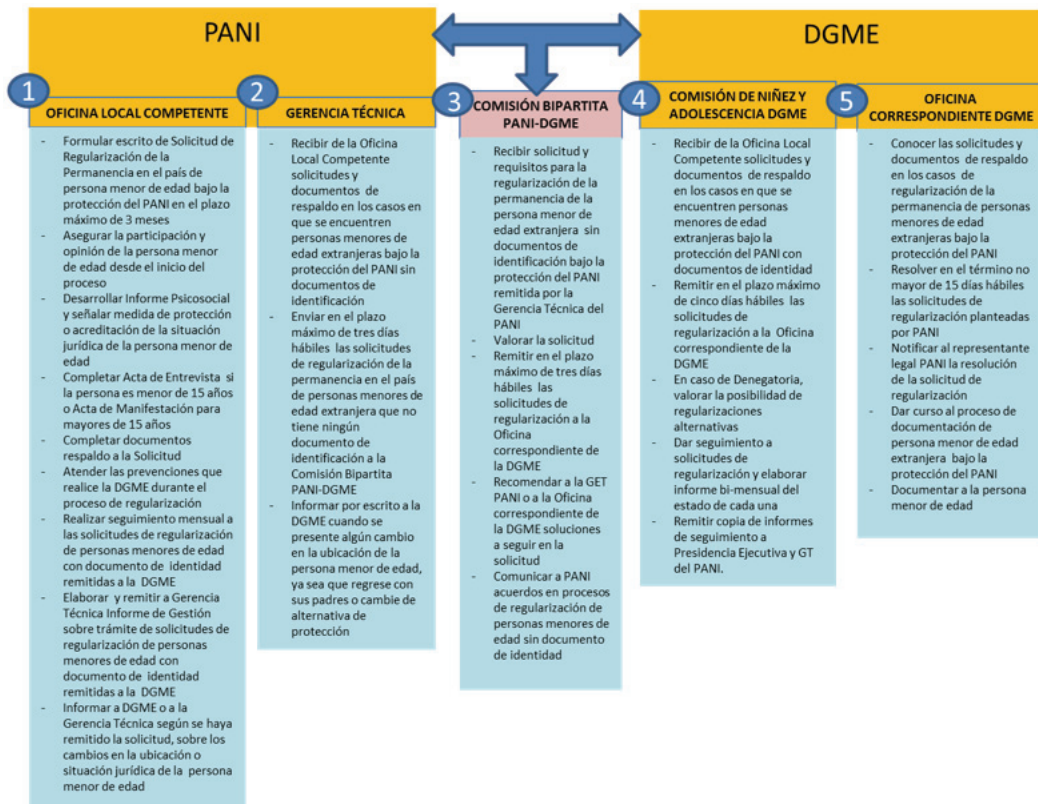 PANI
DGME
1
OFICINA LOCAL COMPETENTE
- Formular escrito de Solicitud de
Regularización de la
Permanencia en el país de
persona menor de edad bajo la
protección del PANI en el plazo
máximo de 3 meses
- Asegurar la participación y
opinión de la persona menor
de edad desde el inicio del
proceso
- Desarrollar Informe Psicosocial
y señalar medida de protección
o acreditación de la situación
jurídica de la persona menor de
edad
- Completar Acta de Entrevista si
la persona es menor de 15 años
o Acta de Manifestación para
mayores de 15 años
- Completar documentos
respaldo a la Solicitud
- Atender las prevenciones que
realice la DGME durante el
proceso de regularización
- Realizar seguimiento mensual a
las solicitudes de regularización
de personas menores de edad
con documento de identidad
remitidas a la DGME
- Elaborar y remitir a Gerencia
Técnica Informe de Gestión
sobre trámite de solicitudes de
regularización de personas
menores de edad con
documento de identidad
remitidas a la DGME
- Informar a DGME o a la
Gerencia Técnica según se haya
remitido la solicitud, sobre los
cambios en la ubicación o
situación jurídica de la persona
menor de edad
2
GERENCIA TÉCNICA
- Recibir de la Oficina
Local Competente
solicitudes y
documentos de
respaldo en los casos en
que se encuentren
personas menores de
edad extranjeras bajo la
protección del PANI sin
documentos de
identificación
- Enviar en el plazo
máximo de tres días
hábiles las solicitudes
de regularización de la
permanencia en el país
de personas menores de
edad extranjera que no
tiene ningún
documento de
identificación a la
Comisión Bipartita
PANI-DGME
- Informar por escrito a la
DGME cuando se
presente algún cambio
en la ubicación de la
persona menor de edad,
ya sea que regrese con
sus padres o cambie de
alternativa de
protección
3
COMISIÓN BIPARTITA
PANI-DGME
- Recibir solicitud y
requisitos para la
regularización de la
permanencia de la
persona menor de
edad extranjera sin
documentos de
identificación bajo la
protección del PANI
remitida por la
Gerencia Técnica del
PANI
- Valorar la solicitud
- Remitir en el plazo
máximo de tres días
hábiles las
solicitudes de
regularización a la
Oficina
correspondiente de
la DGME
- Recomendar a la GET
PANI o a la Oficina
correspondiente de
la DGME soluciones a
seguir en la
solicitud
- Comunicar a PANI
acuerdos en procesos
de regularización de
personas menores de
edad sin documento
de identidad
4
COMISIÓN DE NIÑEZ Y
ADOLESCENCIA DGME
- Recibir de la Oficina Local
Competente solicitudes y
documentos de respaldo
en los casos en que se
encuentren personas
menores de edad
extranjeras bajo la
protección del PANI con
documentos de identidad
- Remitir en el plazo
máximo de cinco días
hábiles las
solicitudes de
regularización a la Oficina
correspondiente de la
DGME
- En caso de Denegatoria,
valorar la posibilidad de
regularizaciones
alternativas
- Dar seguimiento a
solicitudes de
regularización y elaborar
informe bi-mensual del
estado de cada una
- Remitir copia de informes
de seguimiento a
Presidencia Ejecutiva y GT
del PANI.
5
OFICINA
CORRESPONDIENTE DGME
- Conocer las solicitudes y
documentos de respaldo
en los casos de
regularización de la
permanencia de personas
menores de edad
extranjeras bajo la
protección del PANI
- Resolver en el término no
mayor de 15 días hábiles
las solicitudes de
regularización planteadas
por PANI
- Notificar al representante
legal PANI la resolución
de la solicitud de
regularización
- Dar curso al proceso de
documentación de
persona menor de edad
extranjera bajo la
protección del PANI
- Documentar a la persona
menor de edad